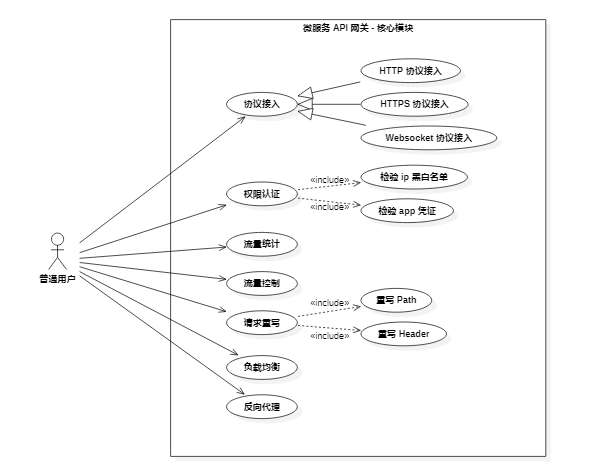 微服务 API 网关 - 核心模块
HTTP 协议接入
协议接入
HTTPS 协议接入
Websocket 协议接入
«include»
检验 ip 黑白名单
权限认证
«include»
检验 app 凭证
流量统计
普通用户
流量控制
«include»
重写 Path
请求重写
«include»
重写 Header
负载均衡
反向代理